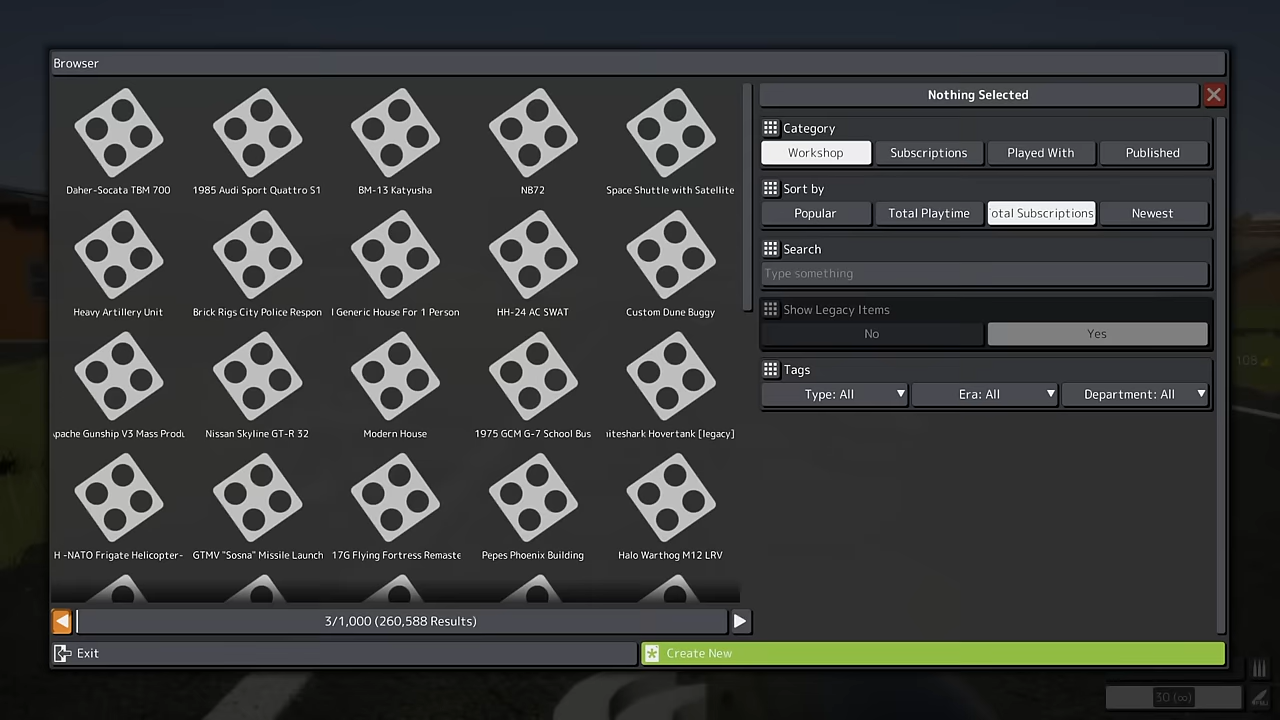 Browser
Nothing Selected
Daher-Socata TBM 700
1985 Audi Sport Quattro S1
BM-13 Katyusha
NB72
Space Shuttle with Satellite
Heavy Artillery Unit
Brick Rigs City Police Respon
l Generic House For 1 Person
HH-24 AC SWAT
Custom Dune Buggy
pache Gunship V3 Mass Produ
Nissan Skyline GT-R 32
Modern House
1975 GCM G-7 School Bus
hiteshark Hovertank [legacy]
H -NATO Frigate Helicopter-
GTMV "Sosna" Missile Launch
17G Flying Fortress Remaste
Pepes Phoenix Building
Halo Warthog M12 LRV
3/1,000 (260,588 Results)
Exit
Create New
Category
Workshop
Subscriptions
Played With
Published
Sort by
Popular
Total Playtime
otal Subscriptions
Newest
Search
Type something
Show Legacy Items
No
Yes
Tags
Type: All
Era: All
Department: All
108
30 (∞)